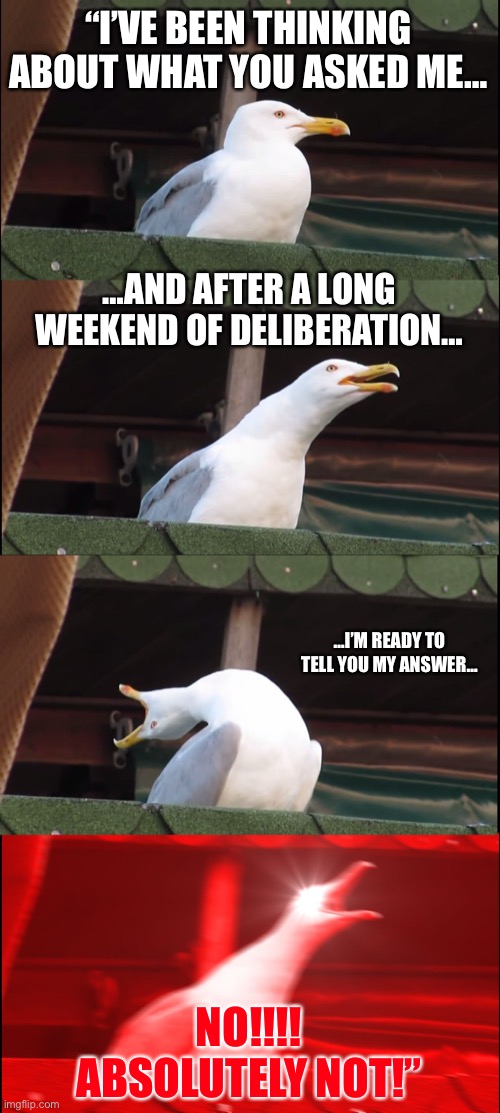 “I’VE BEEN THINKING
ABOUT WHAT YOU ASKED ME...
...AND AFTER A LONG
WEEKEND OF DELIBERATION...
...I’M READY TO
TELL YOU MY ANSWER...
NO!!!!
ABSOLUTELY NOT!”
imgflip.com